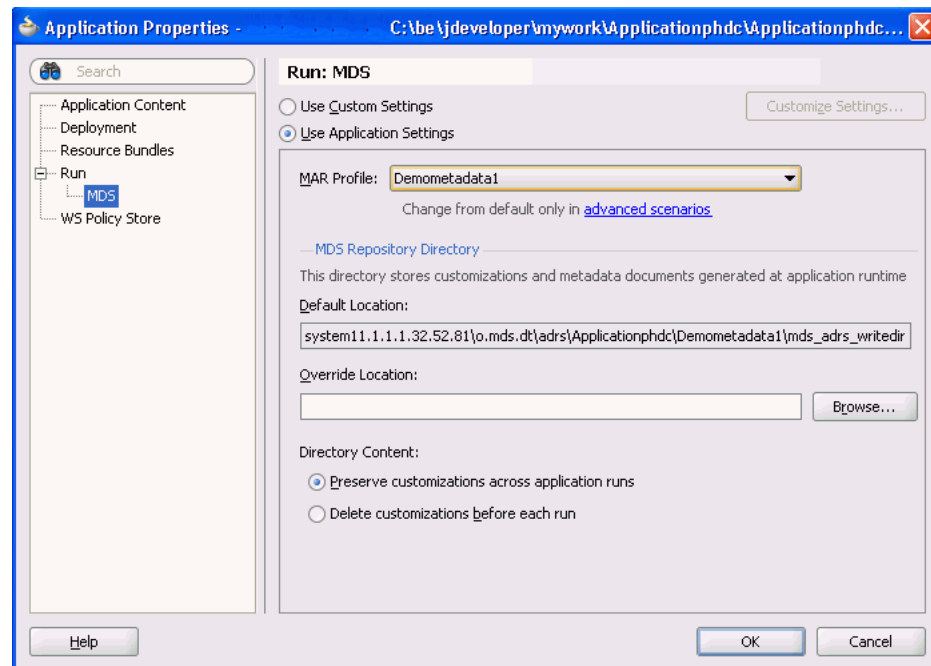 Application Properties - C:\be\jdeveloper\mywork\Applicationphdc\Applicationphdc...
Search
Application Content
Deployment
Resource Bundles
Run
MDS
WS Policy Store
Run: MDS
Use Custom Settings
Customize Settings...
Use Application Settings
MAR Profile: Demometadata1
Change from default only in advanced scenarios
MDS Repository Directory
This directory stores customizations and metadata documents generated at application runtime
Default Location:
system11.1.1.1.32.52.81\o.mds.dt\adrs\Applicationphdc\Demometadata1\mds_adrs_writedir
Override Location:
Browse...
Directory Content:
Preserve customizations across application runs
Delete customizations before each run
Help
OK
Cancel